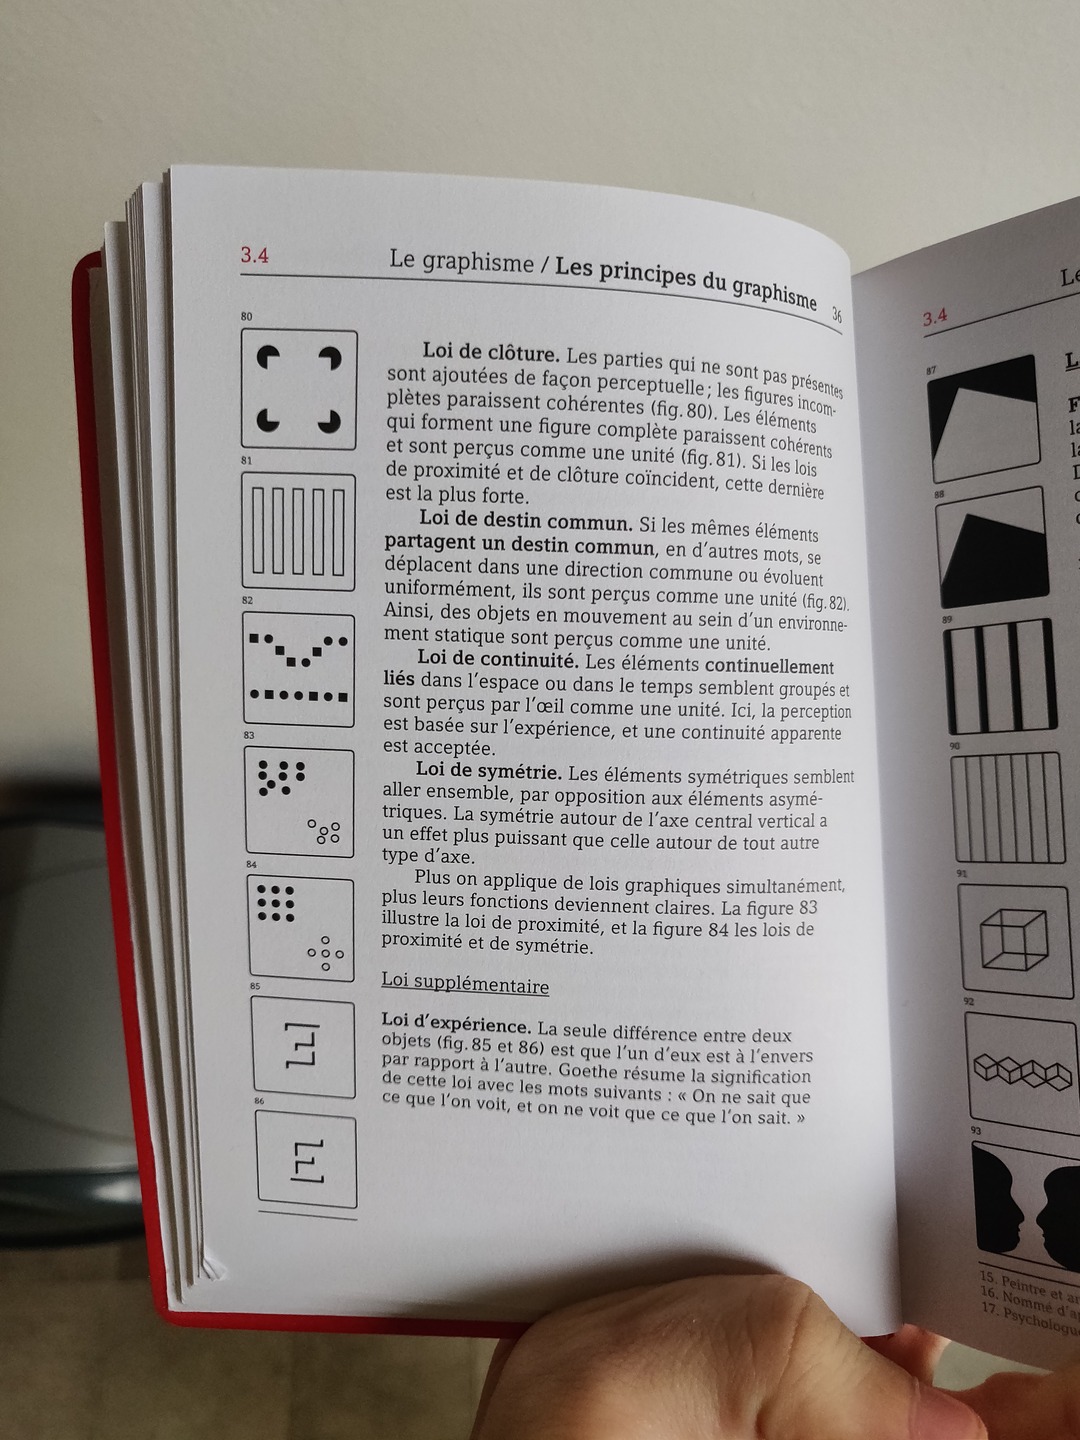 3.4
Le graphisme / Les principes du graphisme
36
80
81
82
83
84
85
86
Loi de clôture. Les parties qui ne sont pas présentes
sont ajoutées de façon perceptuelle ; les figures incom-
plètes paraissent cohérentes (fig. 80). Les éléments
qui forment une figure complète paraissent cohérents
et sont perçus comme une unité (fig. 81). Si les lois
de proximité et de clôture coïncident, cette dernière
est la plus forte.
Loi de destin commun. Si les mêmes éléments
partagent un destin commun, en d'autres mots, se
déplacent dans une direction commune ou évoluent
uniformément, ils sont perçus comme une unité (fig. 82).
Ainsi, des objets en mouvement au sein d'un environne-
ment statique sont perçus comme une unité.
Loi de continuité. Les éléments continuellement
liés dans l'espace ou dans le temps semblent groupés et
sont perçus par l'œil comme une unité. Ici, la perception
est basée sur l'expérience, et une continuité apparente
est acceptée.
Loi de symétrie. Les éléments symétriques semblent
aller ensemble, par opposition aux éléments asymé-
triques. La symétrie autour de l'axe central vertical a
un effet plus puissant que celle autour de tout autre
type d'axe.
Plus on applique de lois graphiques simultanément,
plus leurs fonctions deviennent claires. La figure 83
illustre la loi de proximité, et la figure 84 les lois de
proximité et de symétrie.
Loi supplémentaire
Loi d'expérience. La seule différence entre deux
objets (fig. 85 et 86) est que l'un d'eux est à l'envers
par rapport à l'autre. Goethe résume la signification
de cette loi avec les mots suivants : « On ne sait que
ce que l'on voit, et on ne voit que ce que l'on sait. »
3.4
87
88
89
90
91
92
93
15. Peintre et
16. Nommé
17.